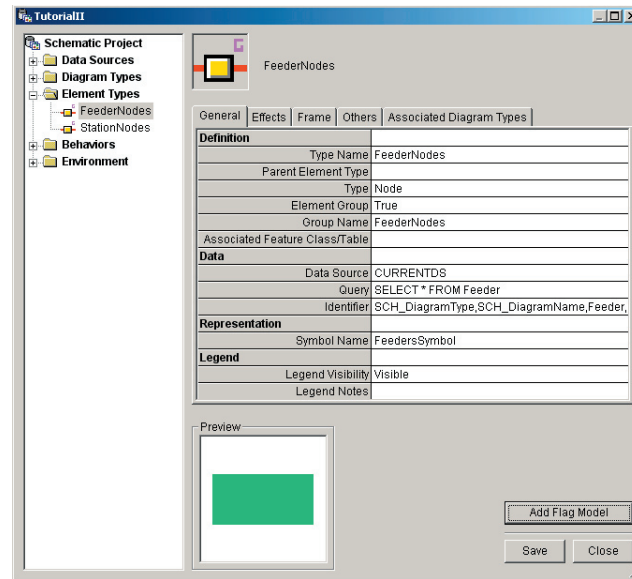 TutorialII
Schematic Project
Data Sources
Diagram Types
Element Types
FeederNodes
StationNodes
Behaviors
Environment
G
FeederNodes
General Effects Frame Others Associated Diagram Types
Definition
Type Name FeederNodes
Parent Element Type
Type Node
Element Group True
Group Name FeederNodes
Associated Feature Class/Table
Data
Data Source CURRENTDS
Query SELECT * FROM Feeder
Identifier SCH_DiagramType,SCH_DiagramName,Feeder,
Representation
Symbol Name FeedersSymbol
Legend
Legend Visibility Visible
Legend Notes
Preview
Add Flag Model
Save Close